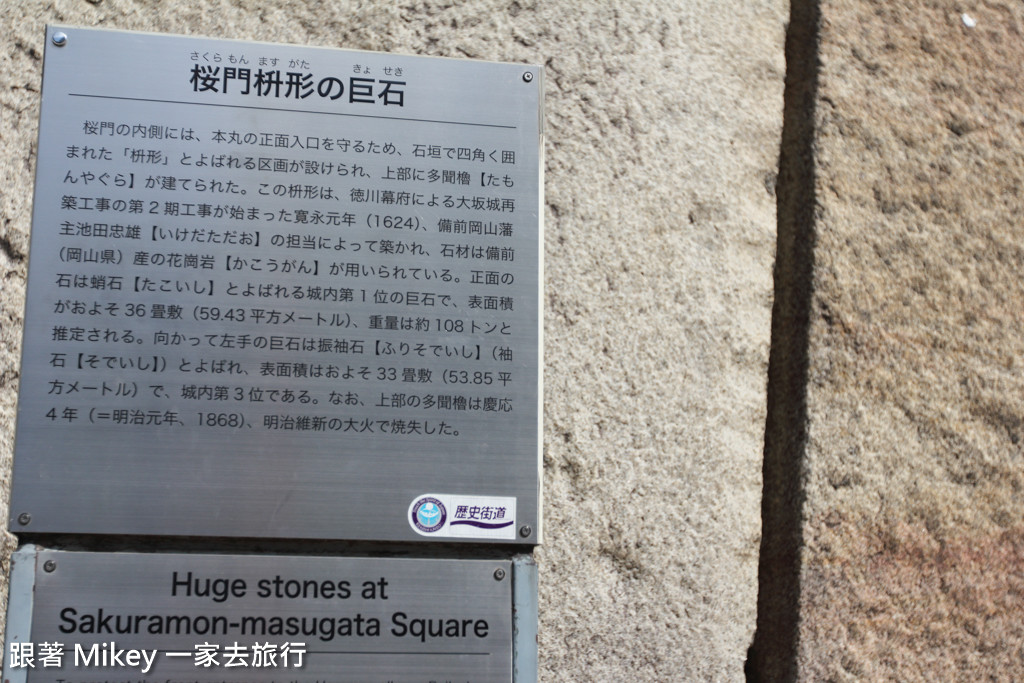 さくら もん ます がた きょ せき
桜門枡形の巨石
桜門の内側には、本丸の正面入口を守るため、石垣で四角く囲
まれた「枡形」とよばれる区画が設けられ、上部に多聞櫓【たも
んやぐら】が建てられた。この枡形は、徳川幕府による大坂城再
築工事の第2期工事が始まった寛永元年（1624）、備前岡山藩
主池田忠雄【いけだただお】の担当によって築かれ、石材は備前
（岡山県）産の花崗岩【かこうがん】が用いられている。正面の
石は蛸石【たこいし】とよばれる城内第1位の巨石で、表面積
がおよそ36畳敷（59.43平方メートル）、重量は約108トンと
推定される。向かって左手の巨石は振袖石【ふりそでいし】（袖
石【そでいし】）とよばれ、表面積はおよそ33畳敷（53.85平
方メートル）で、城内第3位である。なお、上部の多聞櫓は慶応
4年（＝明治元年、1868）、明治維新の大火で焼失した。
歴史街道
Huge stones at
Sakuramon-masugata Square
跟著 Mikey 一家去旅行